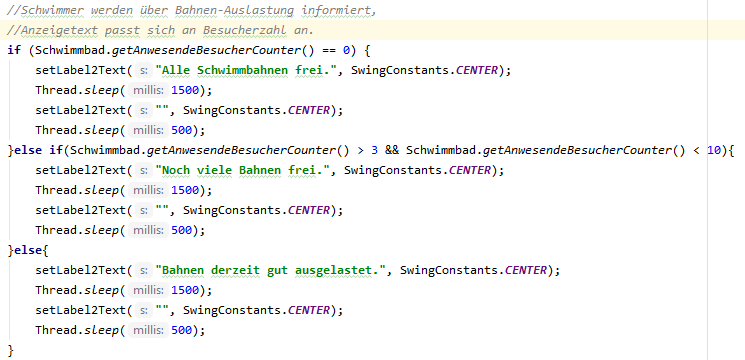 //Schwimmer werden über Bahnen-Auslastung informiert,
//Anzeigetext passt sich an Besucherzahl an.
if (Schwimmbad.getAnwesendeBesucherCounter() == 0) {
    setLabel2Text( s: "Alle Schwimmbahnen frei.", SwingConstants.CENTER);
    Thread.sleep( millis: 1500);
    setLabel2Text( s: "", SwingConstants.CENTER);
    Thread.sleep( millis: 500);
}else if(Schwimmbad.getAnwesendeBesucherCounter() > 3 && Schwimmbad.getAnwesendeBesucherCounter() < 10){
    setLabel2Text( s: "Noch viele Bahnen frei.", SwingConstants.CENTER);
    Thread.sleep( millis: 1500);
    setLabel2Text( s: "", SwingConstants.CENTER);
    Thread.sleep( millis: 500);
}else{
    setLabel2Text( s: "Bahnen derzeit gut ausgelastet.", SwingConstants.CENTER);
    Thread.sleep( millis: 1500);
    setLabel2Text( s: "", SwingConstants.CENTER);
    Thread.sleep( millis: 500);
}